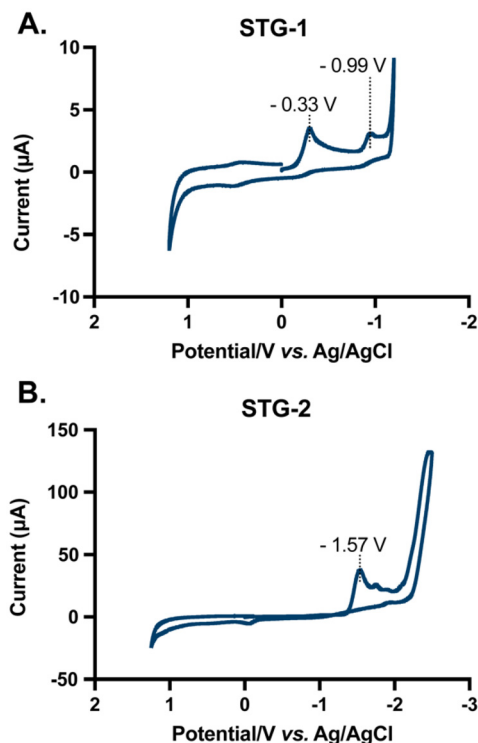 A.
STG-1
10
5
0
-5
-10
- 0.33 V
- 0.99 V
Current (µA)
2
1
0
-1
-2
Potential/V vs. Ag/AgCl
B.
STG-2
150
100
50
0
-50
- 1.57 V
Current (µA)
2
1
0
-1
-2
-3
Potential/V vs. Ag/AgCl